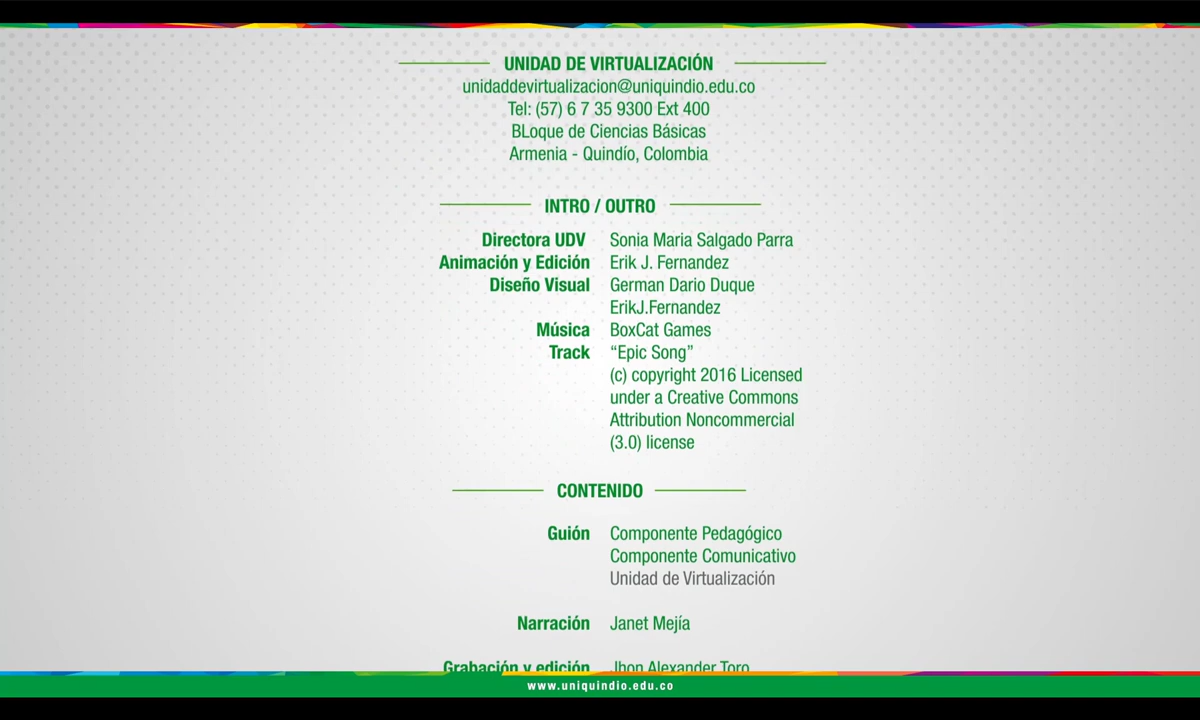 UNIDAD DE VIRTUALIZACIÓN
unidaddevirtualizacion@uniquindio.edu.co
Tel: (57) 6 7 35 9300 Ext 400
BLoque de Ciencias Básicas
Armenia - Quindío, Colombia
INTRO / OUTRO
Directora UDV Sonia Maria Salgado Parra
Animación y Edición Erik J. Fernandez
Diseño Visual German Dario Duque
ErikJ.Fernandez
Música BoxCat Games
Track “Epic Song”
(c) copyright 2016 Licensed
under a Creative Commons
Attribution Noncommercial
(3.0) license
CONTENIDO
Guión Componente Pedagógico
Componente Comunicativo
Unidad de Virtualización
Narración Janet Mejía
Grabación y edición Jhon Alexander Toro
www.uniquindio.edu.co